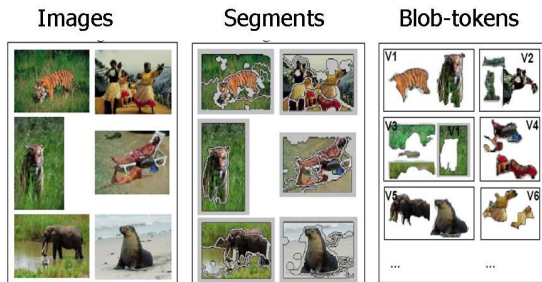 Images
Segments
Blob-tokens
V1
V2
V3
V1
V4
V5
V6
...
...